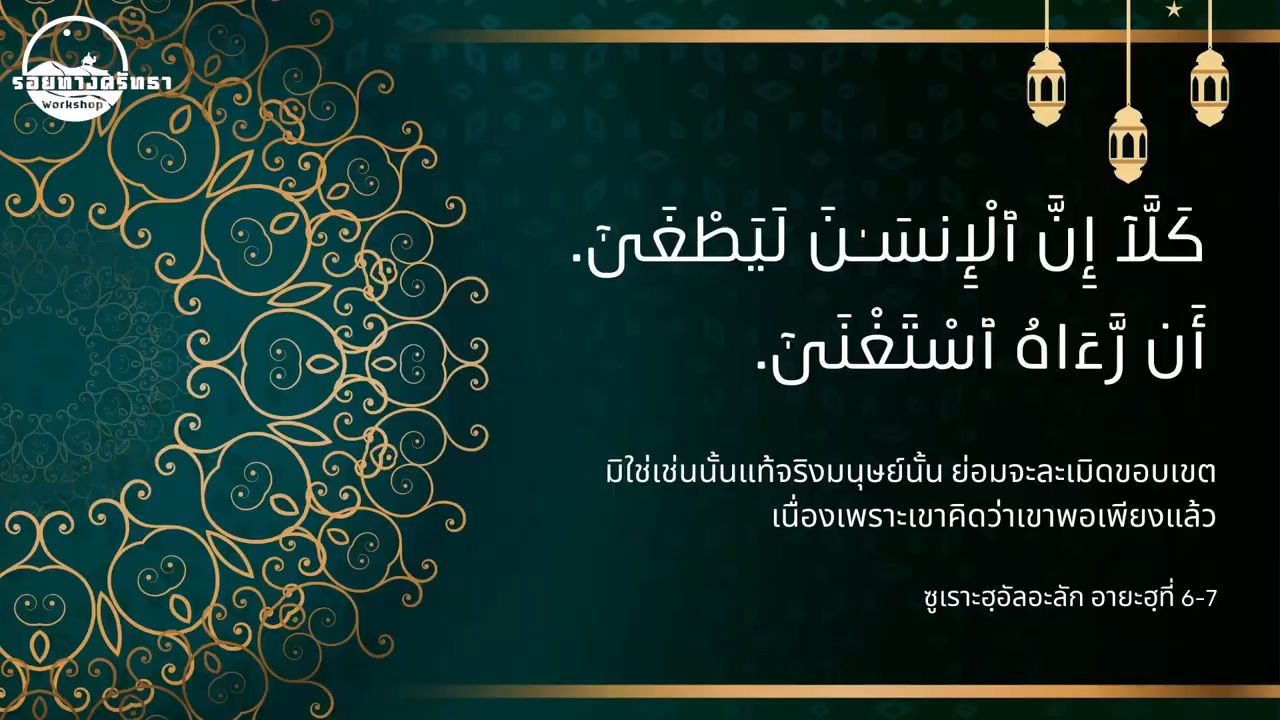 รอยทางศรัทธา
Workshop
كَلَّآ إِنَّ ٱلْإِنسَـٰنَ لَيَطْغَىٰٓ.
أَن رَّءَاهُ ٱسْتَغْنَىٰٓ.
มิใช่เช่นนั้นแท้จริงมนุษย์นั้น ย่อมจะละเมิดขอบเขต
เนื่องเพราะเขาคิดว่าเขาพอเพียงแล้ว
ซูเราะฮฺอัลอะลัก อายะฮฺที่ 6-7